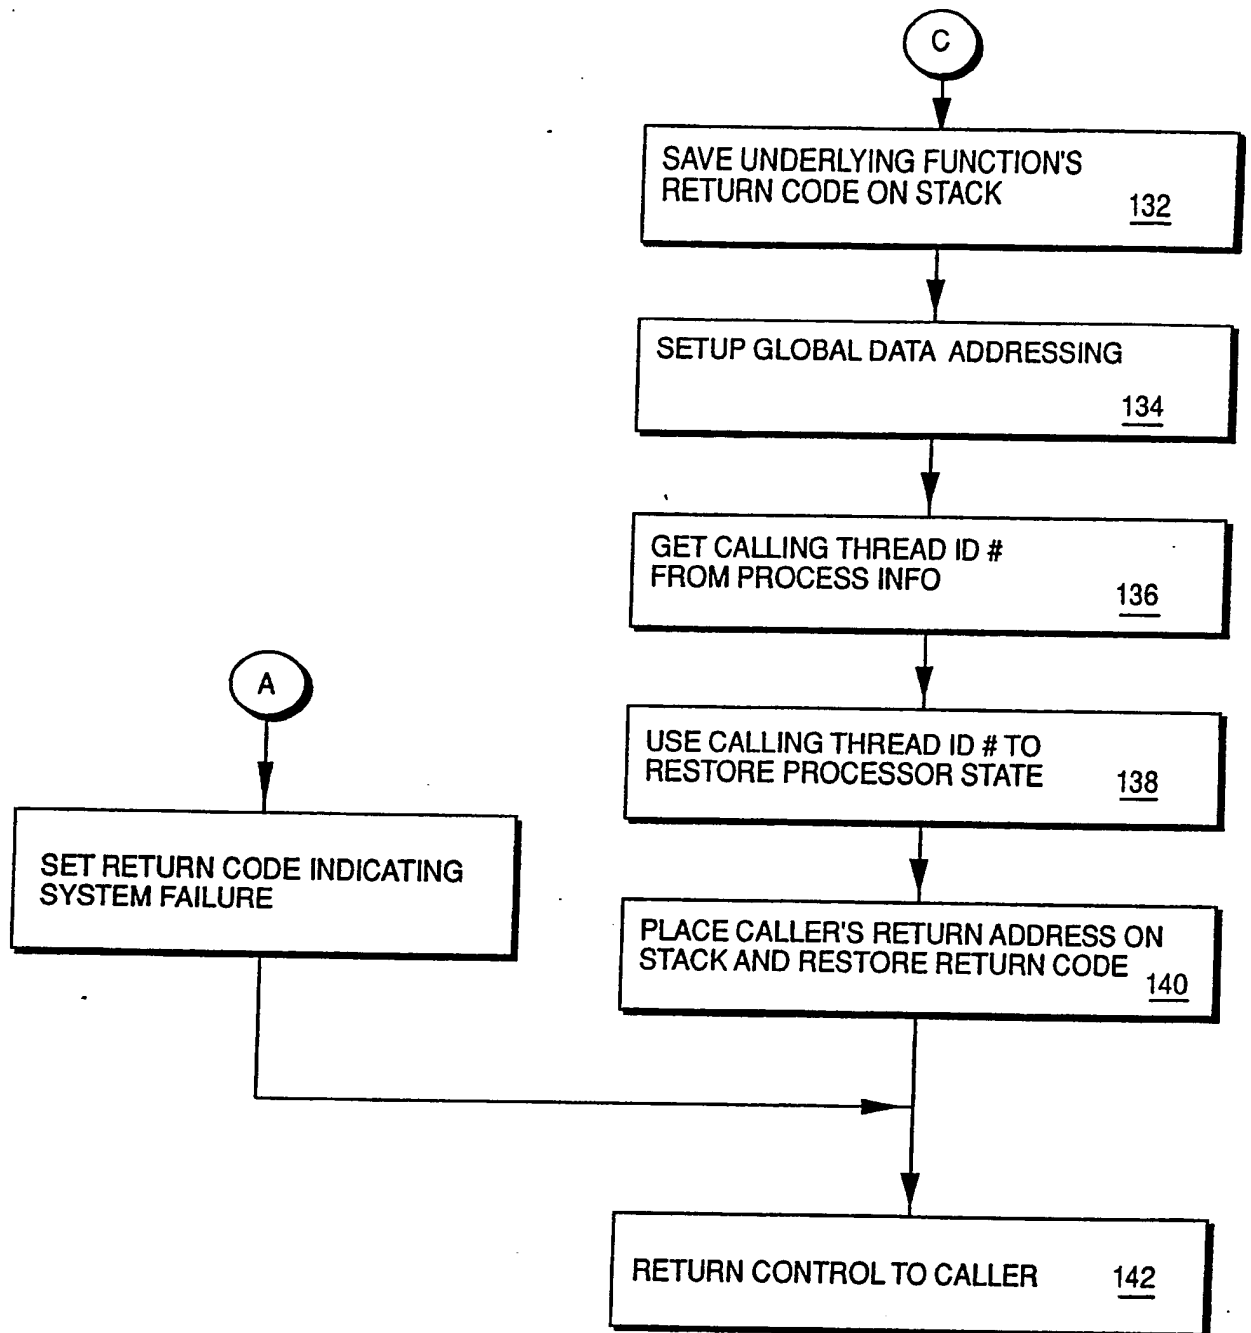 C
SAVE UNDERLYING FUNCTION'S
RETURN CODE ON STACK
132
SETUP GLOBAL DATA ADDRESSING
134
GET CALLING THREAD ID #
FROM PROCESS INFO
136
A
USE CALLING THREAD ID # TO
RESTORE PROCESSOR STATE
138
SET RETURN CODE INDICATING
SYSTEM FAILURE
PLACE CALLER'S RETURN ADDRESS ON
STACK AND RESTORE RETURN CODE
140
RETURN CONTROL TO CALLER
142